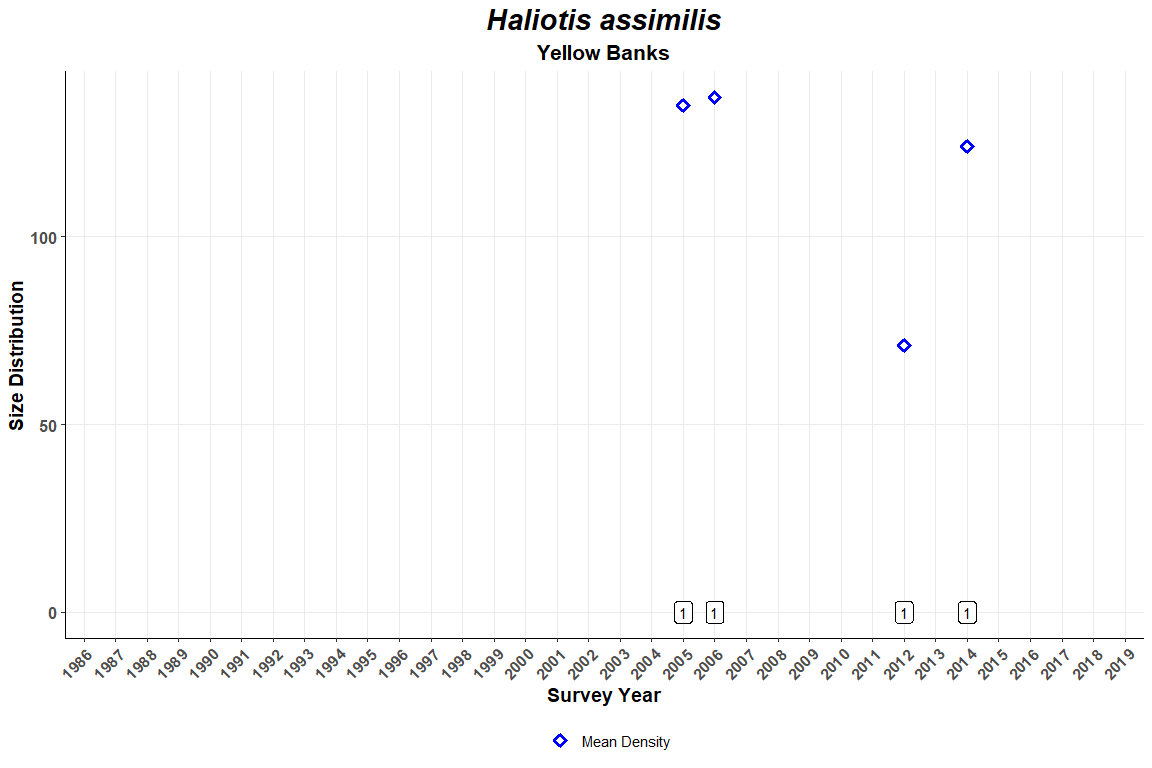 Haliotis assimilis
Yellow Banks
Size Distribution
100
50
0
1 1 1 1
1986 1987 1988 1989 1990 1991 1992 1993 1994 1995 1996 1997 1998 1999 2000 2001 2002 2003 2004 2005 2006 2007 2008 2009 2010 2011 2012 2013 2014 2015 2016 2017 2018 2019
Survey Year
Mean Density